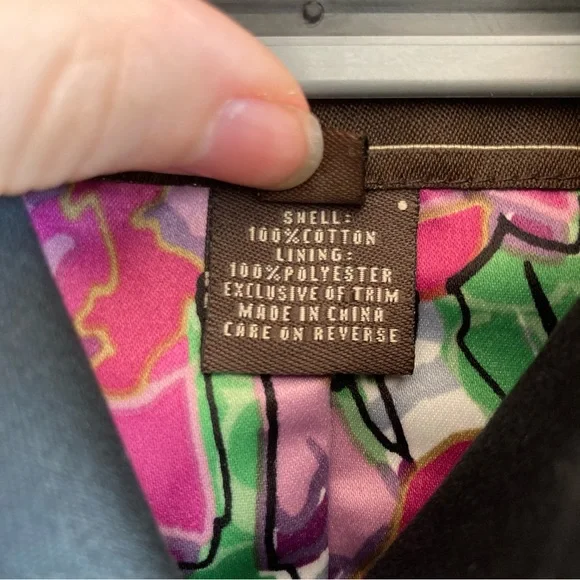 SHELL:
100%COTTON
LINING:
100%POLYESTER
EXCLUSIVE OF TRIM
MADE IN CHINA
CARE ON REVERSE